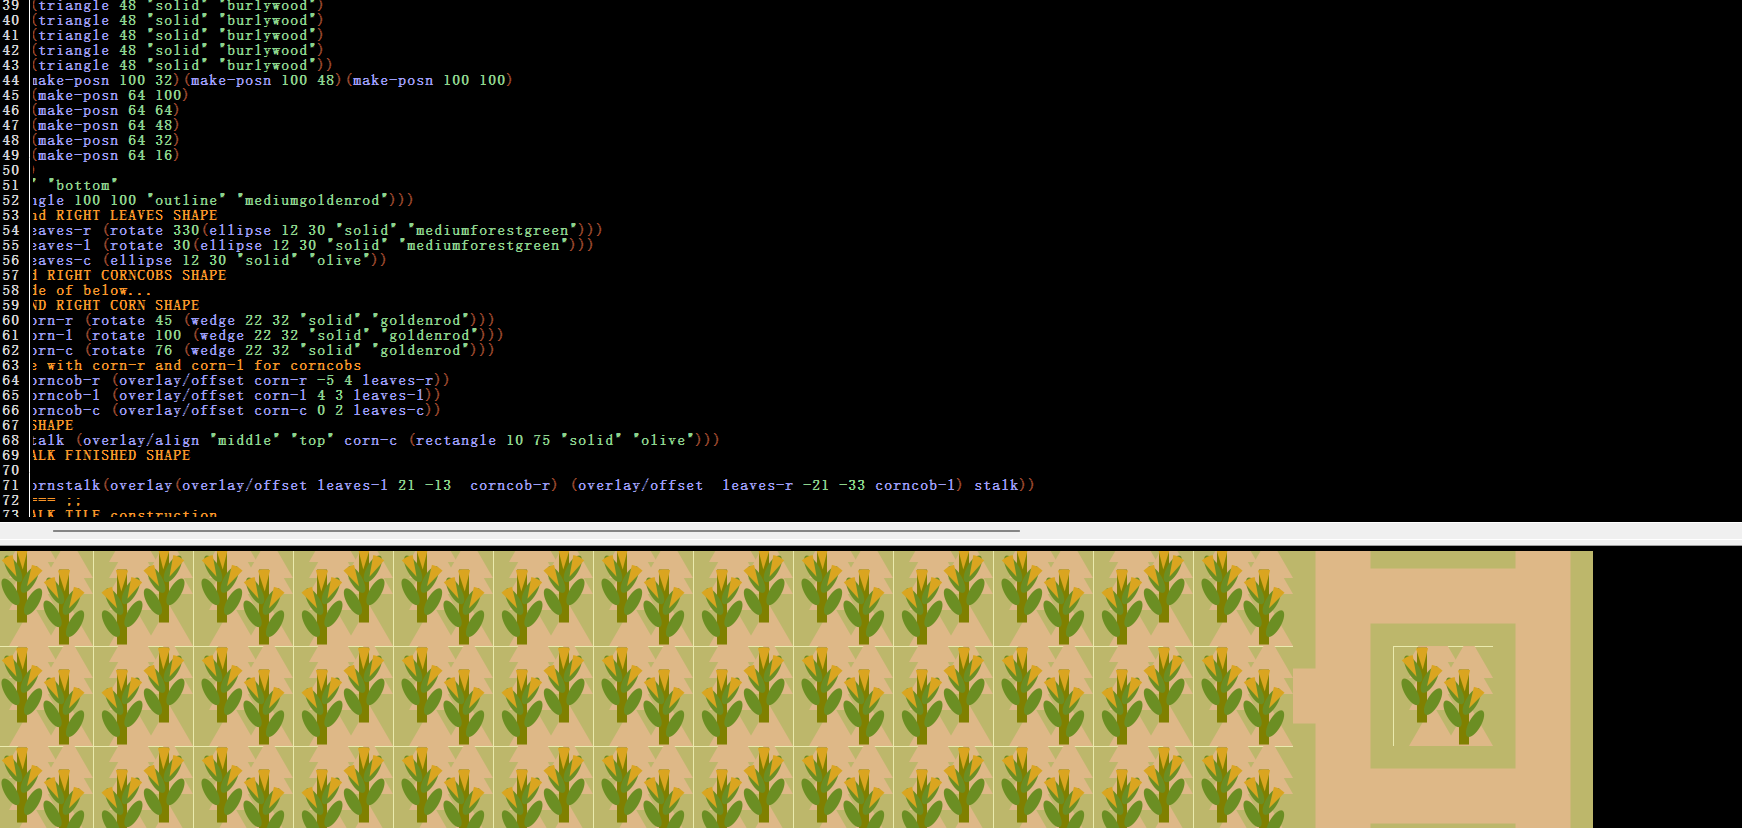 39 (triangle 48 "solid" "burlywood")
40 (triangle 48 "solid" "burlywood")
41 (triangle 48 "solid" "burlywood")
42 (triangle 48 "solid" "burlywood")
43 (triangle 48 "solid" "burlywood"))
44 make-posn 100 32)(make-posn 100 48)(make-posn 100 100)
45 (make-posn 64 100)
46 (make-posn 64 64)
47 (make-posn 64 48)
48 (make-posn 64 32)
49 (make-posn 64 16)
50 )
51 " "bottom"
52 ngle 100 100 "outline" "mediumgoldenrod")))
53 nd RIGHT LEAVES SHAPE
54 eaves-r (rotate 330(ellipse 12 30 "solid" "mediumforestgreen")))
55 eaves-l (rotate 30(ellipse 12 30 "solid" "mediumforestgreen")))
56 eaves-c (ellipse 12 30 "solid" "olive"))
57 d RIGHT CORNCOBS SHAPE
58 de of below...
59 ND RIGHT CORN SHAPE
60 orn-r (rotate 45 (wedge 22 32 "solid" "goldenrod")))
61 orn-l (rotate 100 (wedge 22 32 "solid" "goldenrod")))
62 orn-c (rotate 76 (wedge 22 32 "solid" "goldenrod")))
63 e with corn-r and corn-l for corncobs
64 orncob-r (overlay/offset corn-r -5 4 leaves-r))
65 orncob-l (overlay/offset corn-l 4 3 leaves-l))
66 orncob-c (overlay/offset corn-c 0 2 leaves-c))
67 SHAPE
68 talk (overlay/align "middle" "top" corn-c (rectangle 10 75 "solid" "olive")))
69 ALK FINISHED SHAPE
70
71 ornstalk(overlay(overlay/offset leaves-l 21 -13  corncob-r) (overlay/offset  leaves-r -21 -33 corncob-l) stalk))
72 === ;;
73 ALK TILE construction